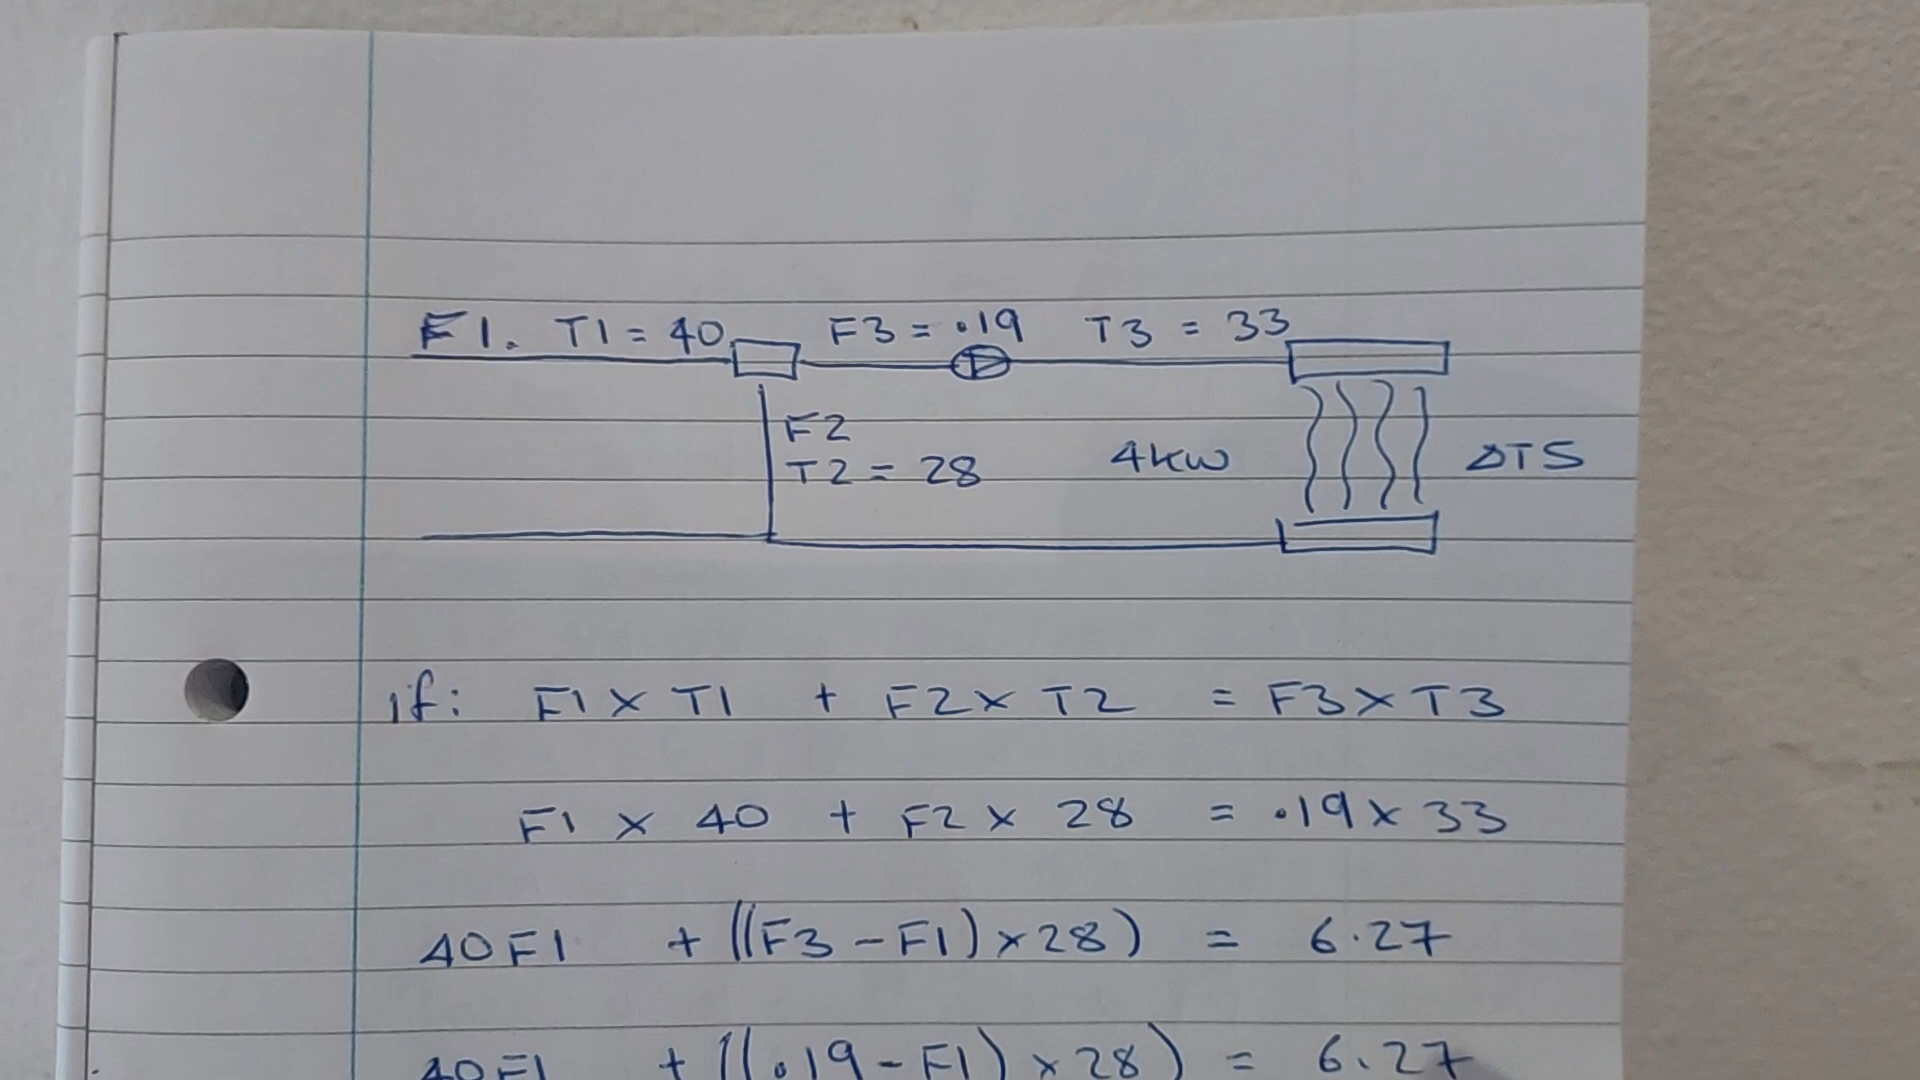 F1. T1 = 40 F3 = .19 T3 = 33
F2
T2 = 28 4kW ΔT5
if: F1 x T1 + F2 x T2 = F3 x T3
F1 x 40 + F2 x 28 = .19 x 33
40F1 + ((F3 - F1) x 28) = 6.27
40F1 + ((.19 - F1) x 28) = 6.27